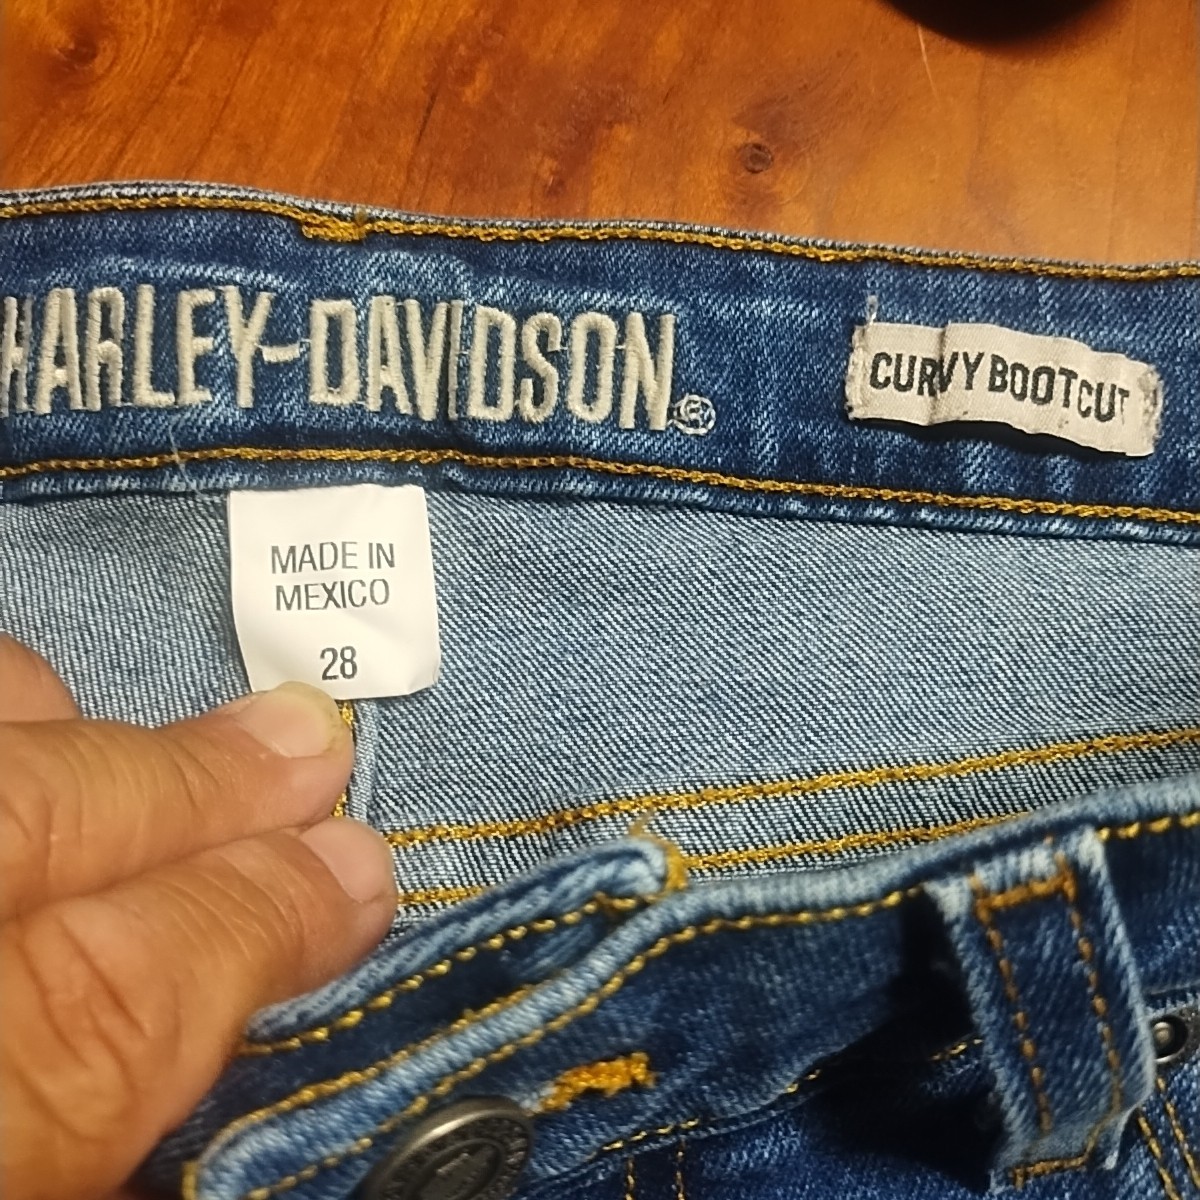 HARLEY-DAVIDSON®
CURVY BOOTCUT
MADE IN
MEXICO
28